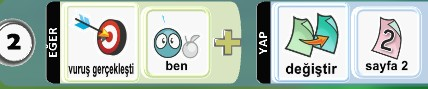 2
EĞER
vuruş gerçekleşti
ben
YAP
değiştir
2
sayfa 2